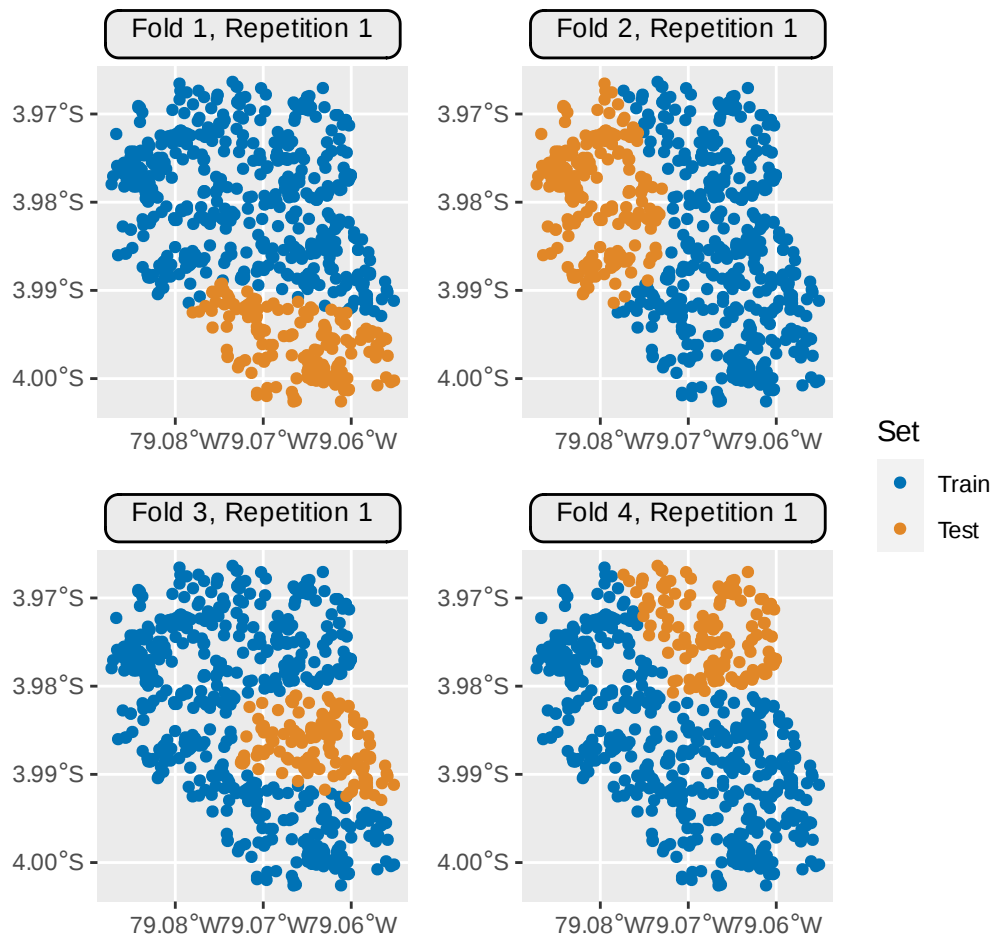 Fold 1, Repetition 1
Fold 2, Repetition 1
3.97°S
3.98°S
3.99°S
4.00°S
79.08°W79.07°W79.06°W
3.97°S
3.98°S
3.99°S
4.00°S
79.08°W79.07°W79.06°W
Set
Train
Test
Fold 3, Repetition 1
Fold 4, Repetition 1
3.97°S
3.98°S
3.99°S
4.00°S
79.08°W79.07°W79.06°W
3.97°S
3.98°S
3.99°S
4.00°S
79.08°W79.07°W79.06°W